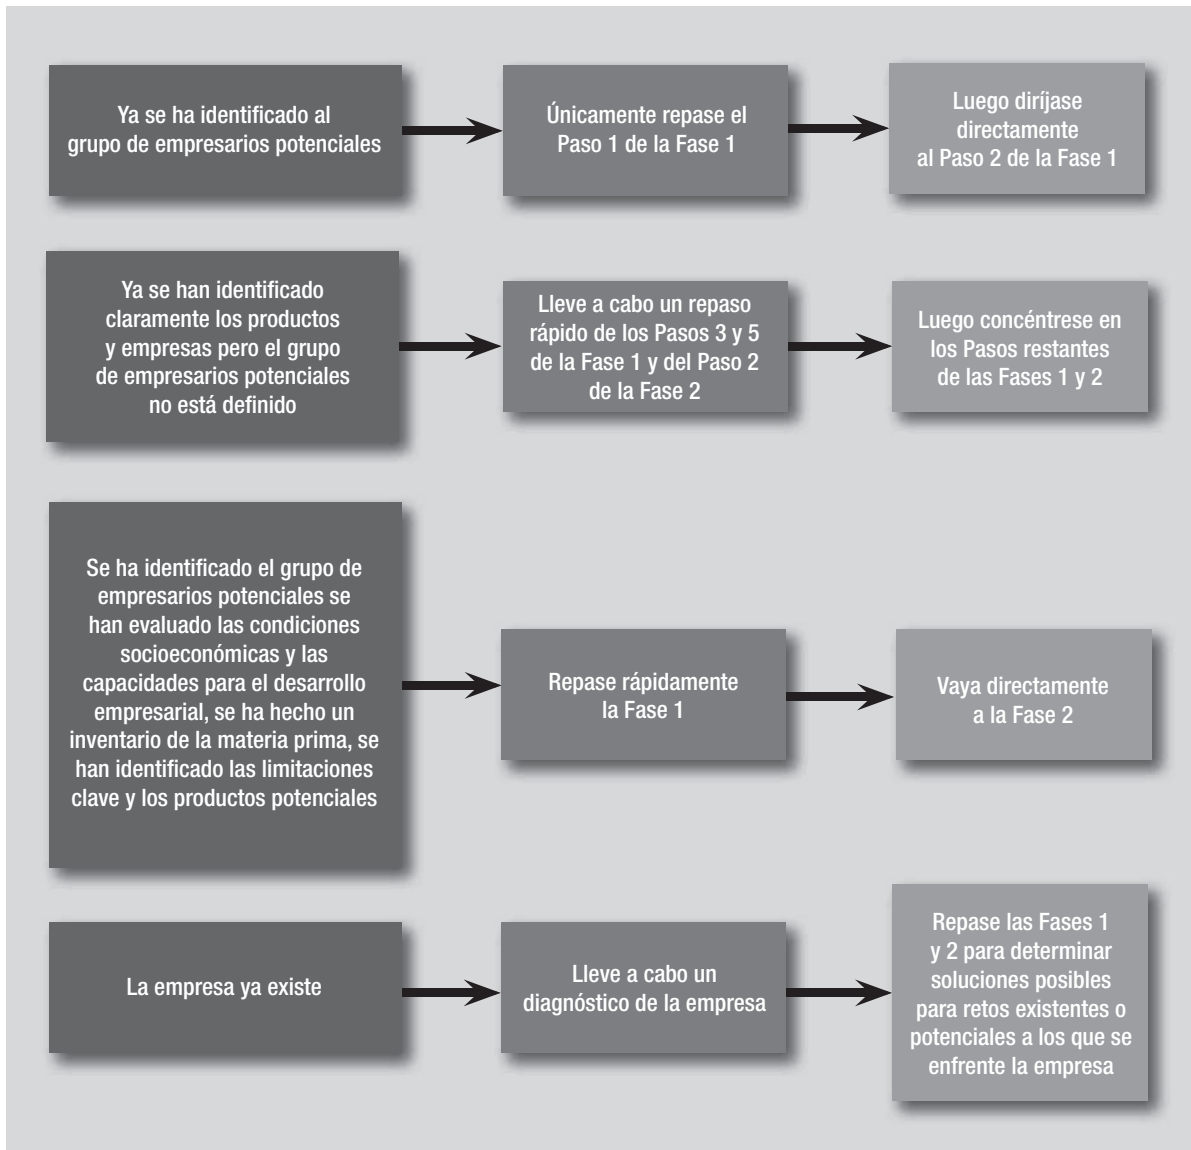 Ya se ha identificado al
grupo de empresarios potenciales
Únicamente repase el
Paso 1 de la Fase 1
Luego diríjase
directamente
al Paso 2 de la Fase 1
Ya se han identificado
claramente los productos
y empresas pero el grupo
de empresarios potenciales
no está definido
Lleve a cabo un repaso
rápido de los Pasos 3 y 5
de la Fase 1 y del Paso 2
de la Fase 2
Luego concéntrese en
los Pasos restantes
de las Fases 1 y 2
Se ha identificado el grupo de
empresarios potenciales se
han evaluado las condiciones
socioeconómicas y las
capacidades para el desarrollo
empresarial, se ha hecho un
inventario de la materia prima, se
han identificado las limitaciones
clave y los productos potenciales
Repase rápidamente
la Fase 1
Vaya directamente
a la Fase 2
La empresa ya existe
Lleve a cabo un
diagnóstico de la empresa
Repase las Fases 1
y 2 para determinar
soluciones posibles
para retos existentes o
potenciales a los que se
enfrente la empresa